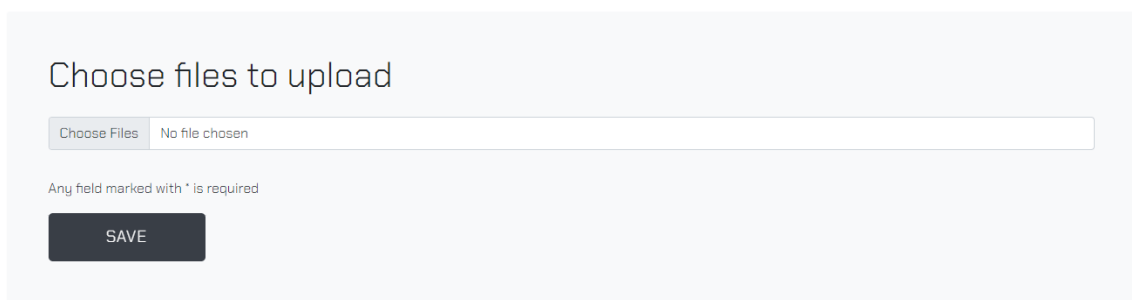 Choose files to upload
Choose Files No file chosen
Any field marked with * is required
SAVE